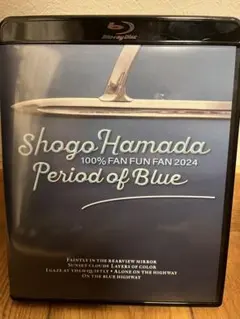 Blu-ray Disc
Shogo Hamada
100% FAN FUN FAN 2024
Period of Blue
FAINTLY IN THE REARVIEW MIRROR
SUNSET CLOUDS LAYERS OF COLOR
I GAZE AT THEM QUIETLY • ALONE ON THE HIGHWAY
ON THE BLUE HIGHWAY